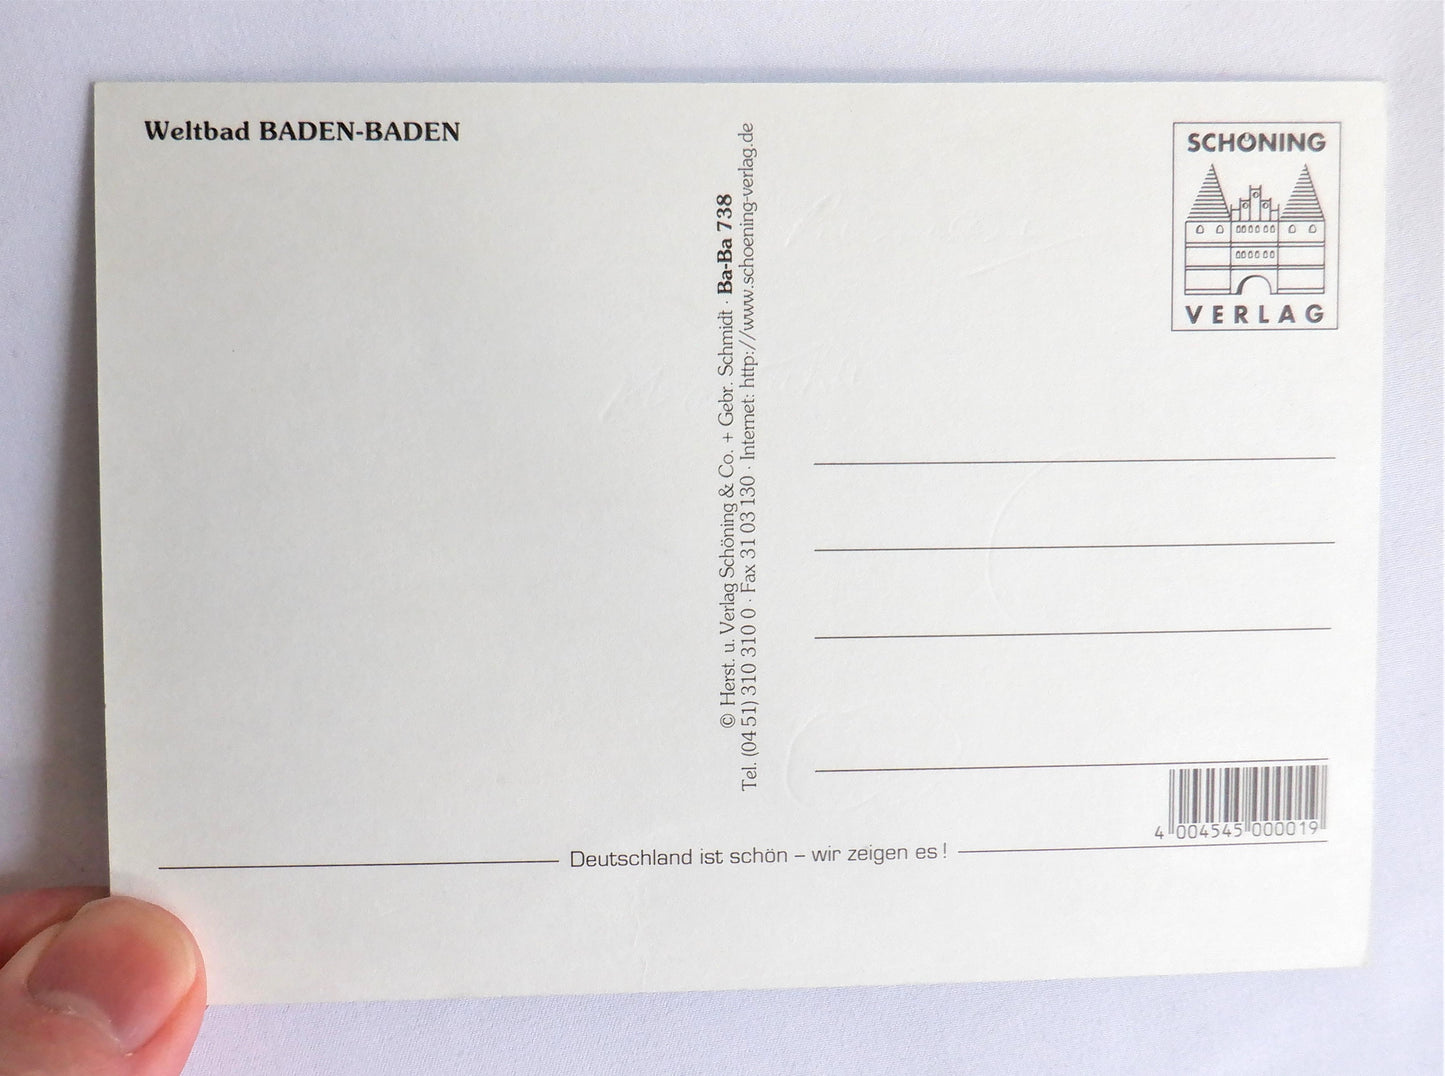 Weltbad BADEN-BADEN
© Herst. u. Verlag Schöning & Co. + Gebr. Schmidt · Ba-Ba 738
Tel. (04 51) 310 310 0 · Fax 31 03 130 · Internet: http://www.schoening-verlag.de
SCHÖNING
VERLAG
4 004545 000019
Deutschland ist schön – wir zeigen es !